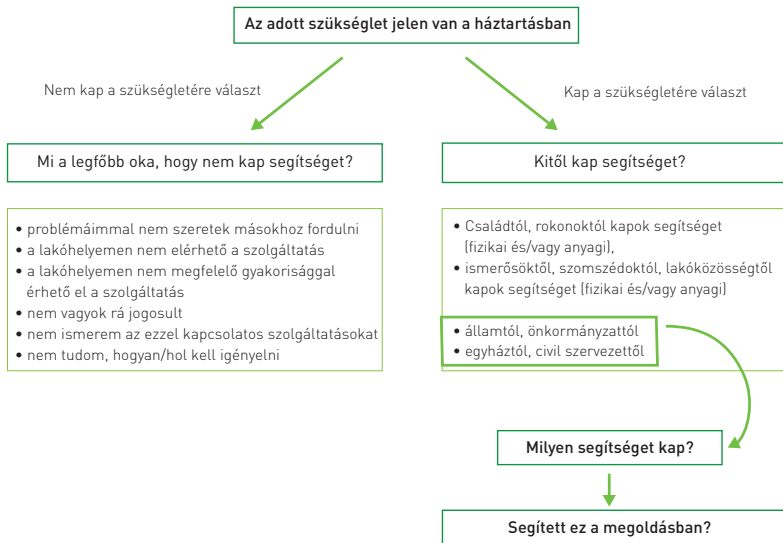 Az adott szükséglet jelen van a háztartásban
Nem kap a szükségletére választ
Kap a szükségletére választ
Mi a legfőbb oka, hogy nem kap segítséget?
Kitől kap segítséget?
• problémáimmal nem szeretek másokhoz fordulni
• a lakóhelyemen nem elérhető a szolgáltatás
• a lakóhelyemen nem megfelelő gyakorisággal
érhető el a szolgáltatás
• nem vagyok rá jogosult
• nem ismerem az ezzel kapcsolatos szolgáltatásokat
• nem tudom, hogyan/hol kell igényelni
• Családtól, rokonoktól kapok segítséget
(fizikai és/vagy anyagi),
• ismerősöktől, szomszédoktól, lakóközösségtől
kapok segítséget (fizikai és/vagy anyagi)
• államtól, önkormányzattól
• egyháztól, civil szervezettől
Milyen segítséget kap?
Segített ez a megoldásban?